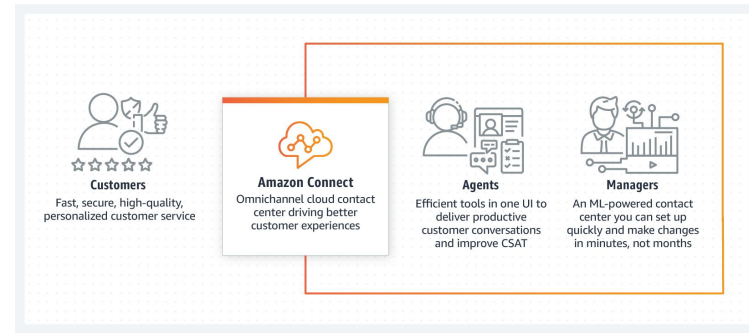 Customers
Fast, secure, high-quality,
personalized customer service
Amazon Connect
Omnichannel cloud contact
center driving better
customer experiences
Agents
Efficient tools in one UI to
deliver productive
customer conversations
and improve CSAT
Managers
An ML-powered contact
center you can set up
quickly and make changes
in minutes, not months